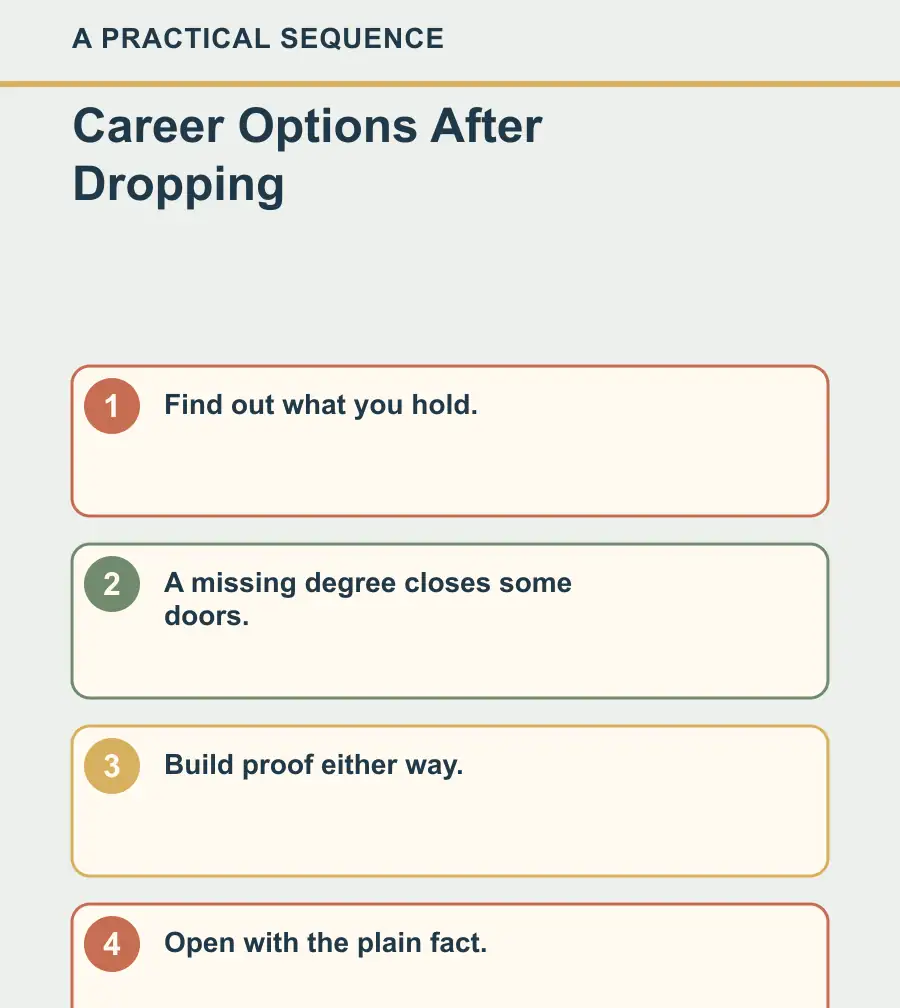 A PRACTICAL SEQUENCE
Career Options After
Dropping
1
Find out what you hold.
2
A missing degree closes some
doors.
3
Build proof either way.
4
Open with the plain fact.